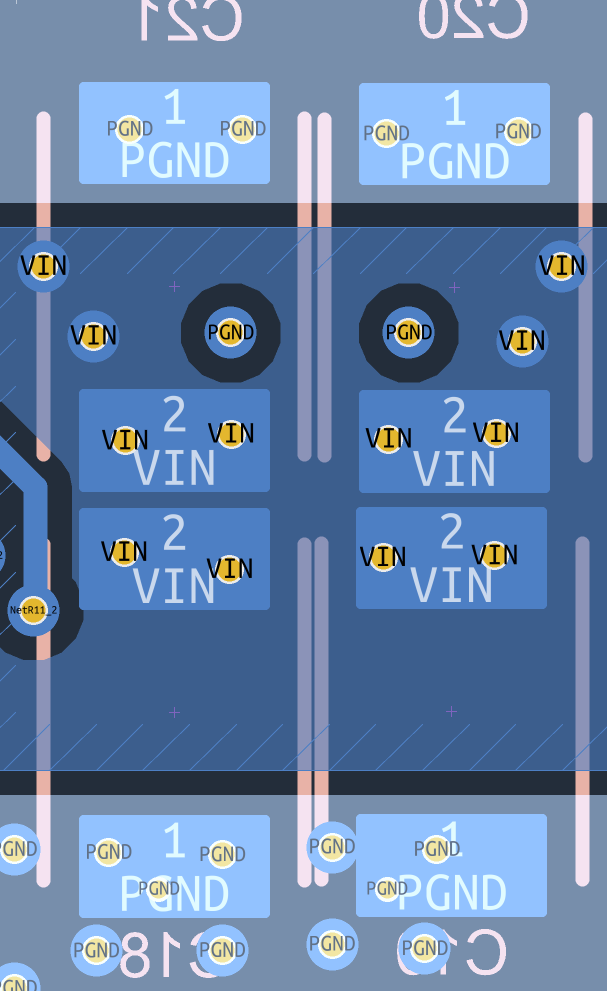 C21 C20
1 1
PGND PGND PGND PGND
PGND PGND
VIN VIN
VIN PGND PGND VIN
2 2
VIN VIN VIN VIN
VIN VIN
2 2
VIN VIN VIN VIN
VIN VIN
NetR11_2
1 1
PGND PGND PGND PGND PGND
PGND PGND
PGND PGND
PGND PGND PGND PGND
C18
PGND